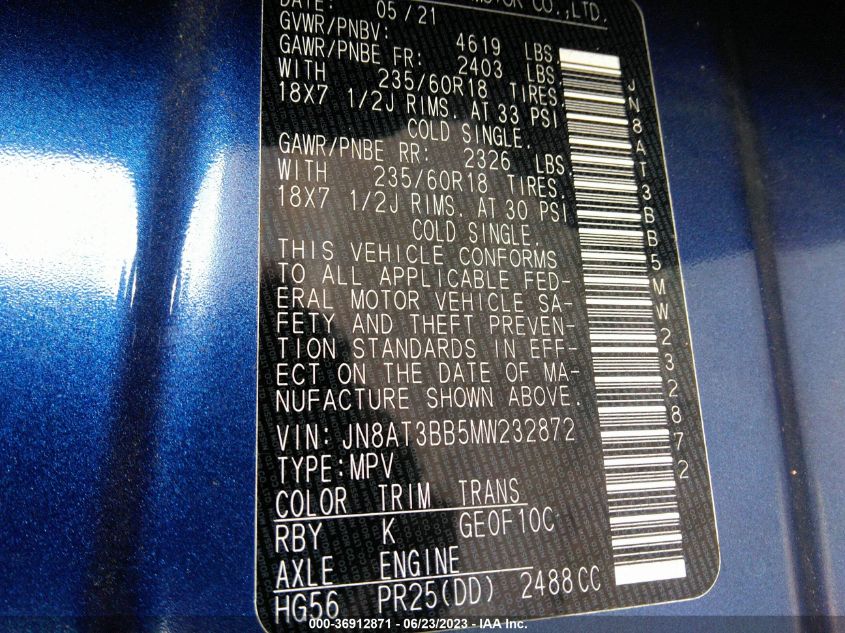 DATE: 05/21
MOTOR CO.,LTD.
GVWR/PNBV: 4619 LBS.
GAWR/PNBE FR: 2403 LBS.
WITH 235/60R18 TIRES.
18X7 1/2J RIMS. AT 33 PSI
COLD SINGLE.
GAWR/PNBE RR: 2326 LBS.
WITH 235/60R18 TIRES.
18X7 1/2J RIMS. AT 30 PSI
COLD SINGLE.
THIS VEHICLE CONFORMS
TO ALL APPLICABLE FED-
ERAL MOTOR VEHICLE SA-
FETY AND THEFT PREVEN-
TION STANDARDS IN EFF-
ECT ON THE DATE OF MA-
NUFACTURE SHOWN ABOVE.
VIN: JN8AT3BB5MW232872
TYPE:MPV
COLOR TRIM TRANS
RBY K GE0F10C
AXLE ENGINE
HG56 PR25(DD) 2488CC
JN8AT3BB5MW232872
000-36912871 - 06/23/2023 - IAA Inc.